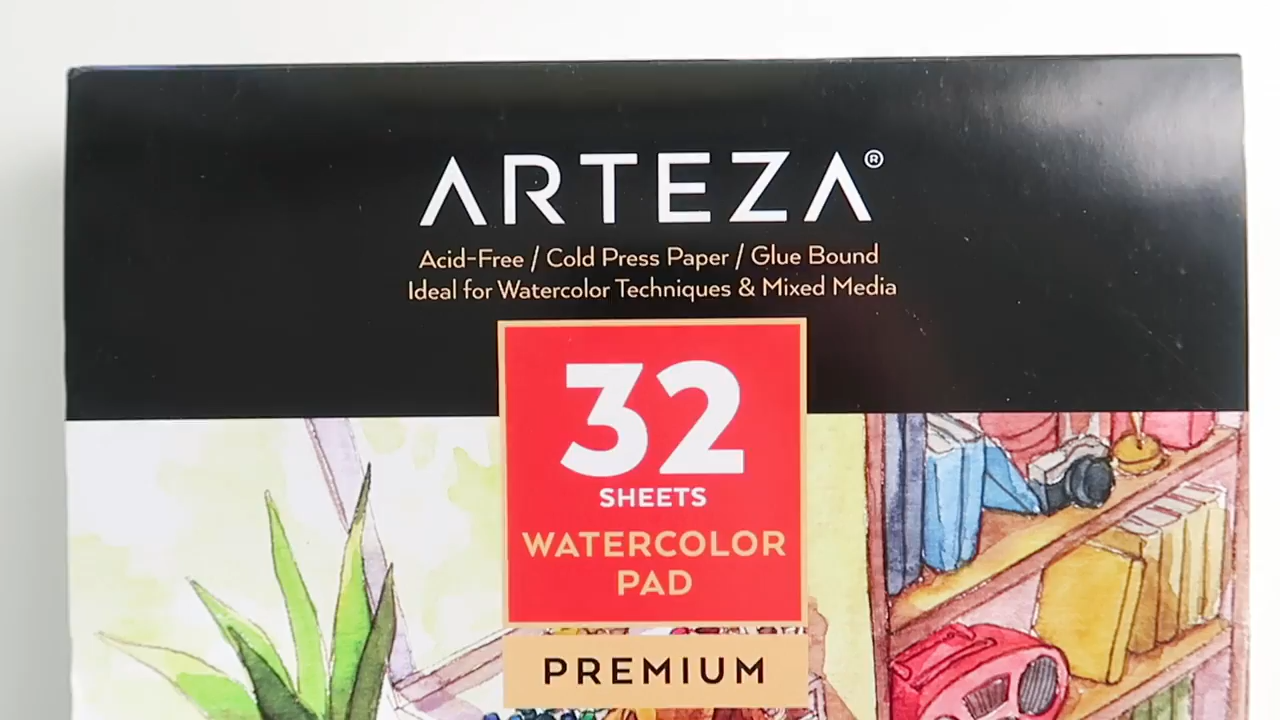 ARTEZA®
Acid-Free / Cold Press Paper / Glue Bound
Ideal for Watercolor Techniques & Mixed Media
32
SHEETS
WATERCOLOR
PAD
PREMIUM